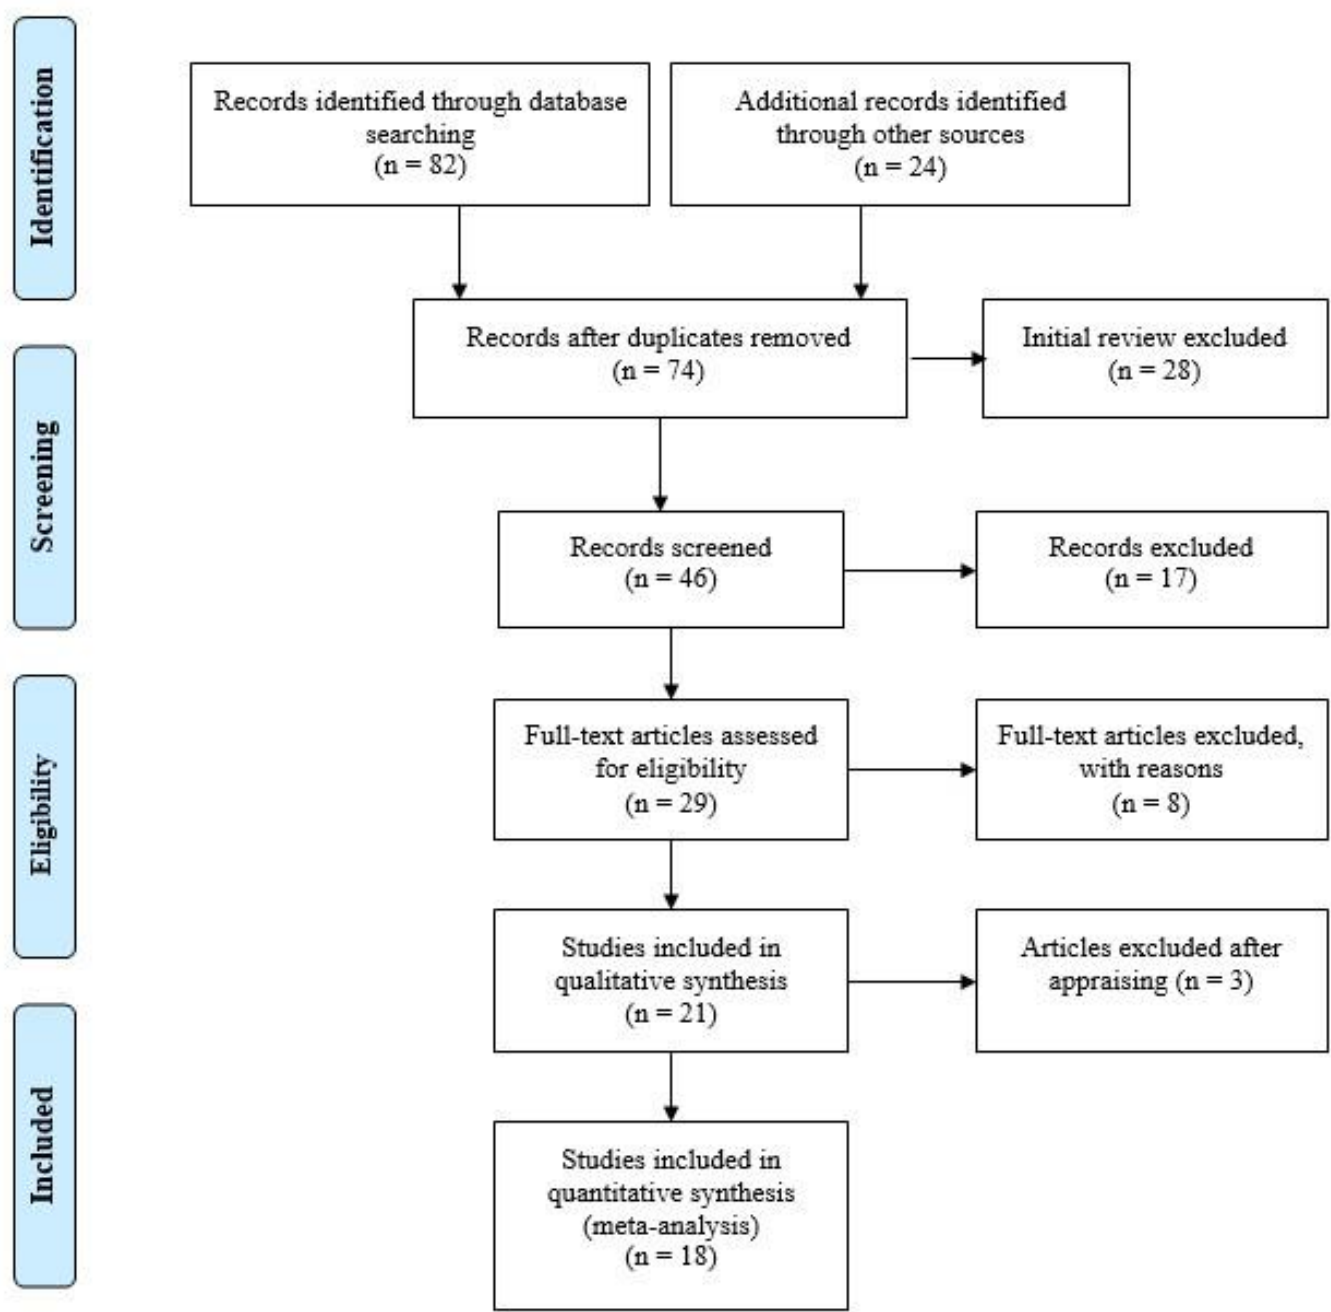 Identification
Records identified through database
searching
(n = 82)
Additional records identified
through other sources
(n = 24)
Records after duplicates removed
(n = 74)
Initial review excluded
(n = 28)
Screening
Records screened
(n = 46)
Records excluded
(n = 17)
Eligibility
Full-text articles assessed
for eligibility
(n = 29)
Full-text articles excluded,
with reasons
(n = 8)
Studies included in
qualitative synthesis
(n = 21)
Articles excluded after
appraising (n = 3)
Included
Studies included in
quantitative synthesis
(meta-analysis)
(n = 18)